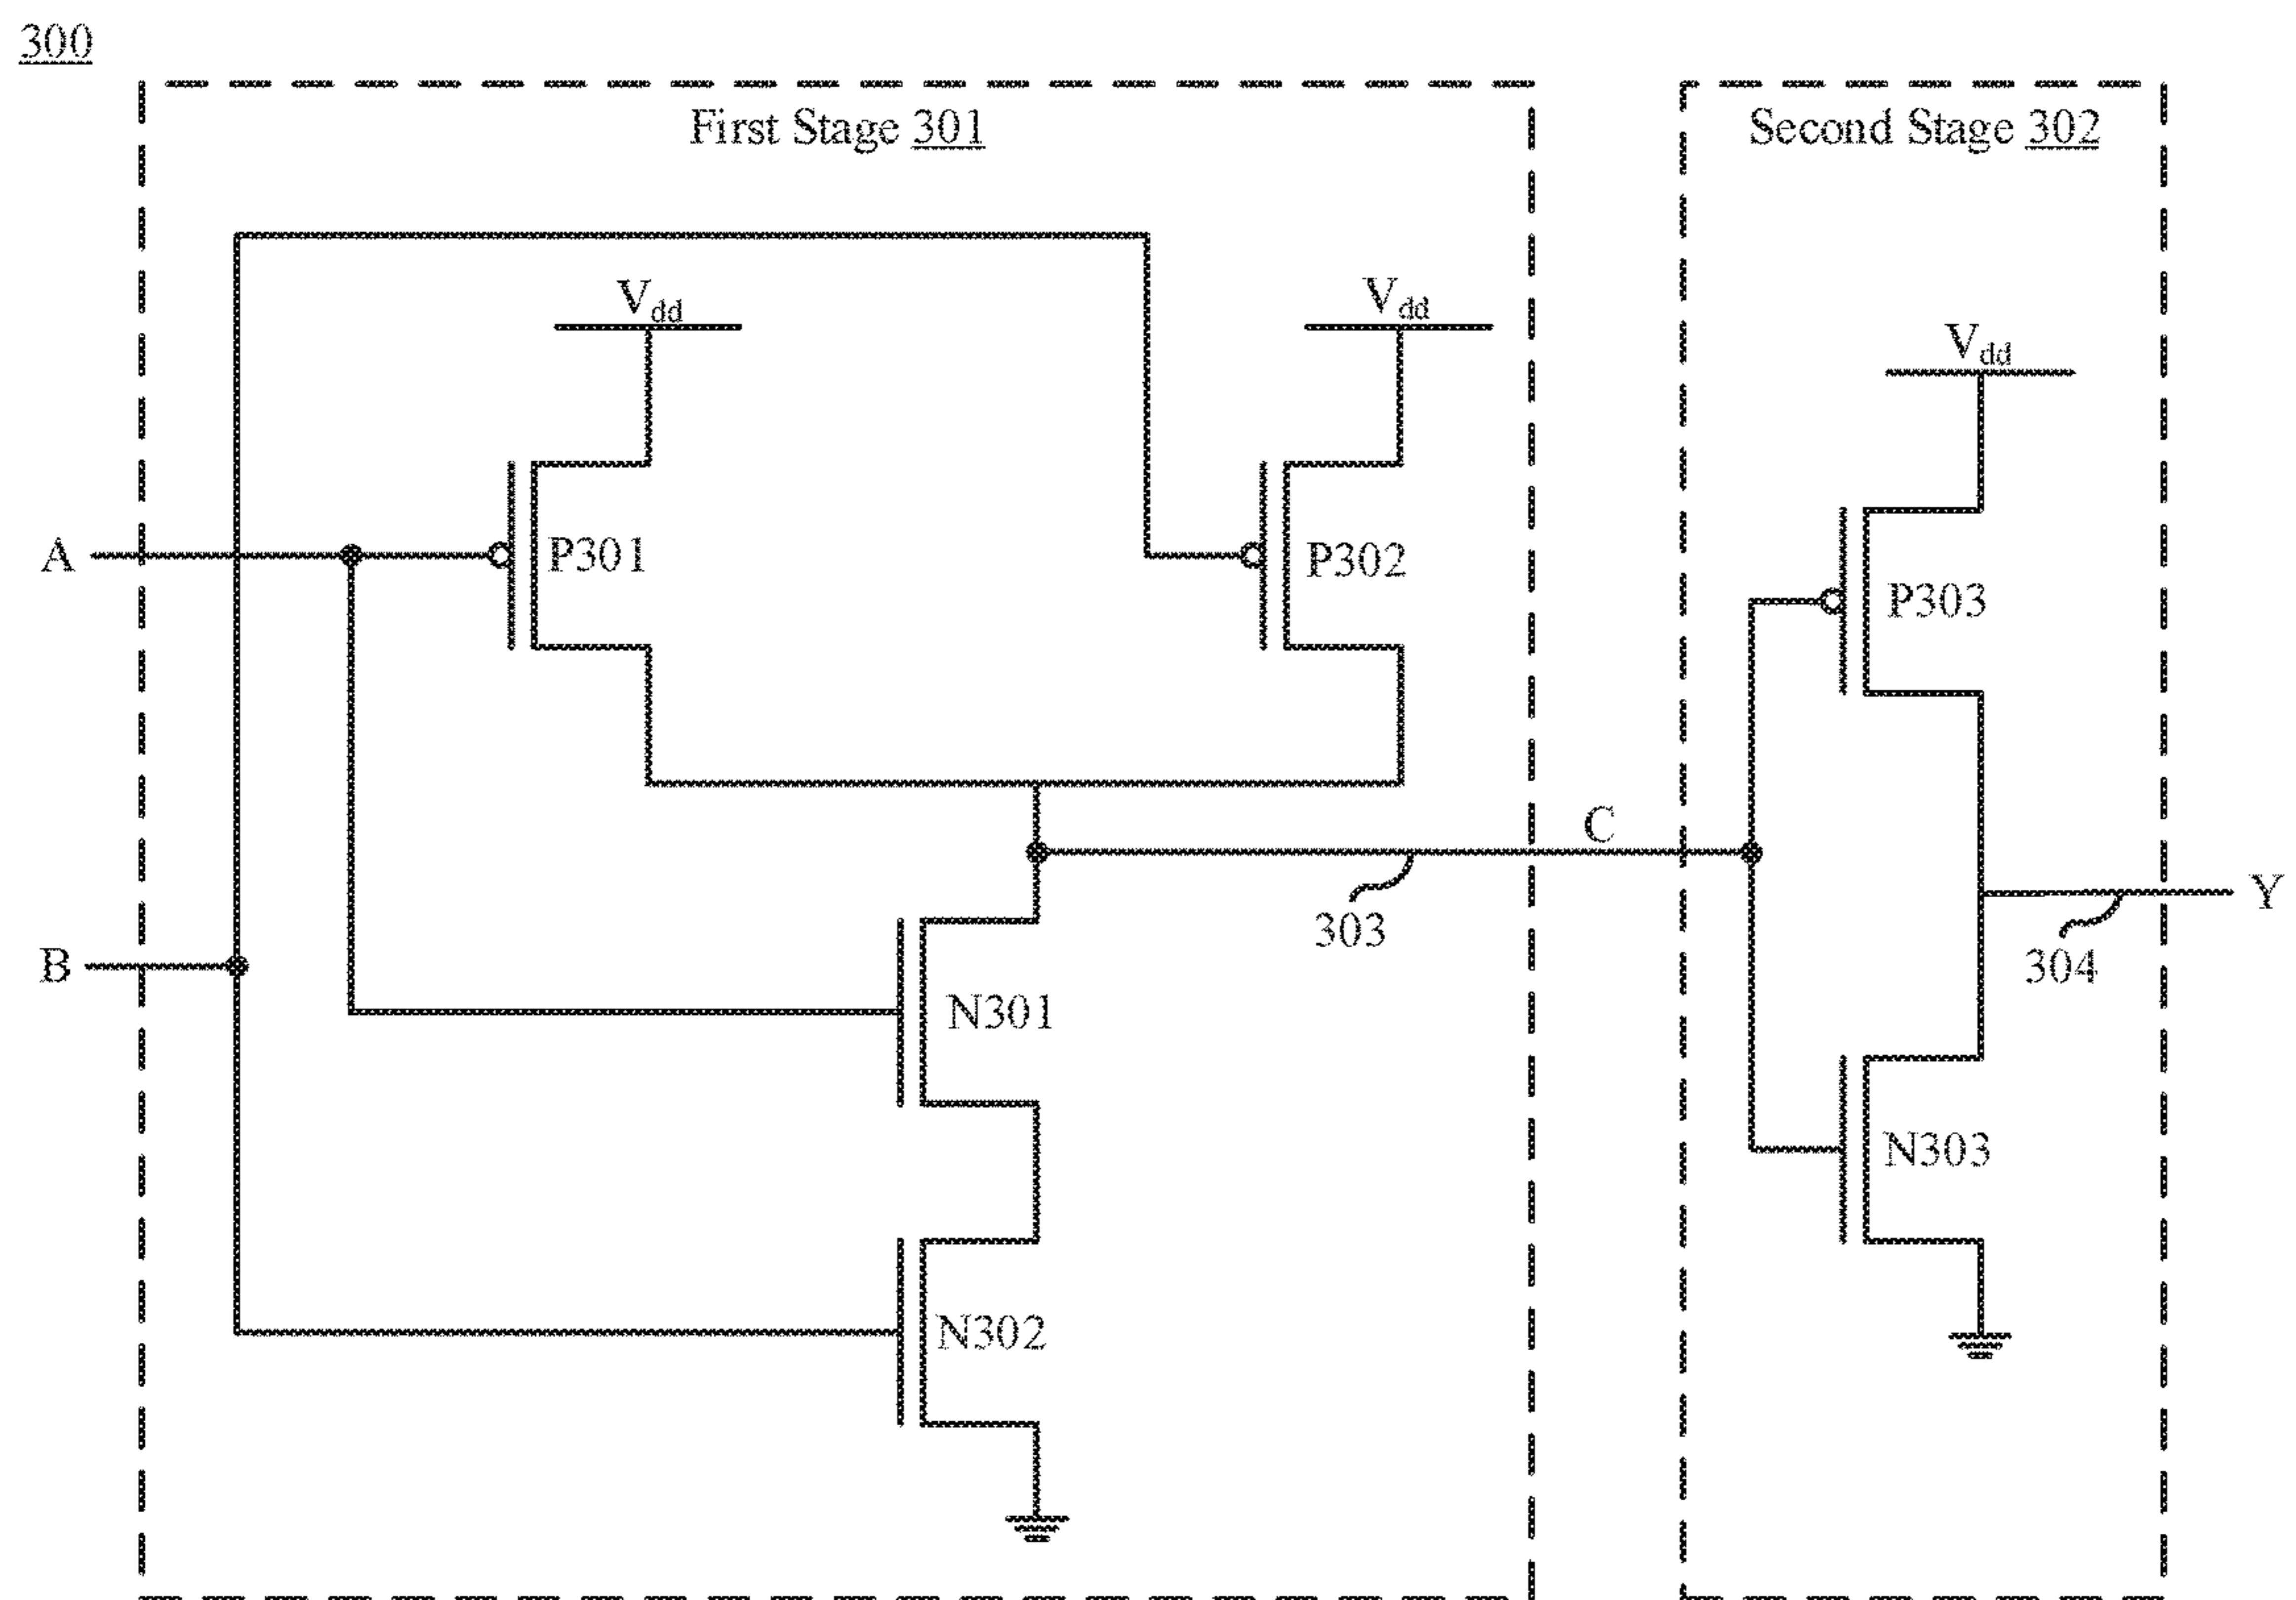 300
First Stage 301
Second Stage 302
Vdd
Vdd
Vdd
A
P301
P302
P303
C
303
Y
304
B
N301
N303
N302